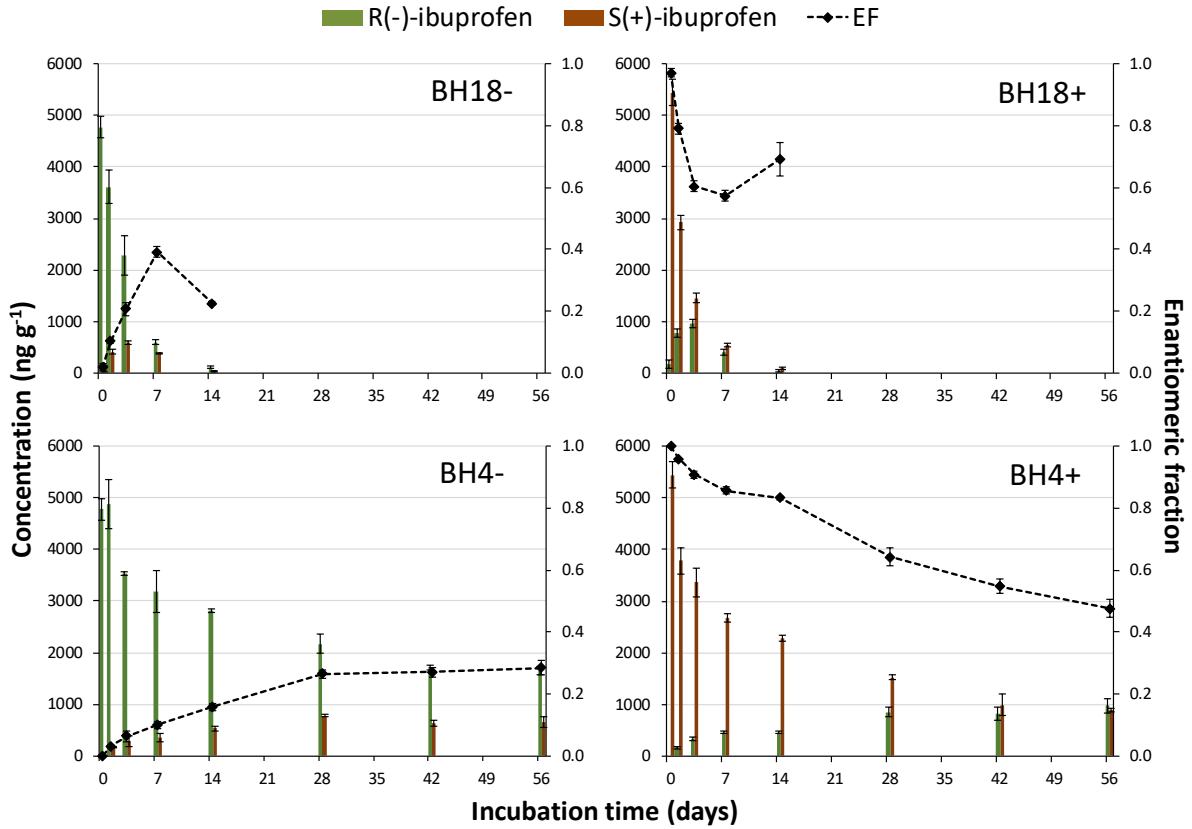 R(-)-ibuprofen S(+)-ibuprofen EF
Concentration (ng g⁻¹)
BH18-
6000 1.0
5000 0.8
4000
3000 0.6
2000 0.4
1000 0.2
0 0.0
0 7 14 21 28 35 42 49 56
BH18+
6000 1.0
5000 0.8
4000
3000 0.6
2000 0.4
1000 0.2
0 0.0
0 7 14 21 28 35 42 49 56
BH4-
6000 1.0
5000 0.8
4000
3000 0.6
2000 0.4
1000 0.2
0 0.0
0 7 14 21 28 35 42 49 56
BH4+
6000 1.0
5000 0.8
4000
3000 0.6
2000 0.4
1000 0.2
0 0.0
0 7 14 21 28 35 42 49 56
Enantiomeric fraction
Incubation time (days)